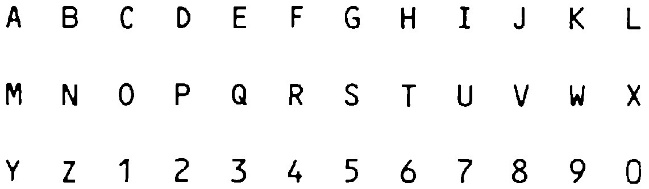 A B C D E F G H I J K L
M N O P Q R S T U V W X
Y Z 1 2 3 4 5 6 7 8 9 0